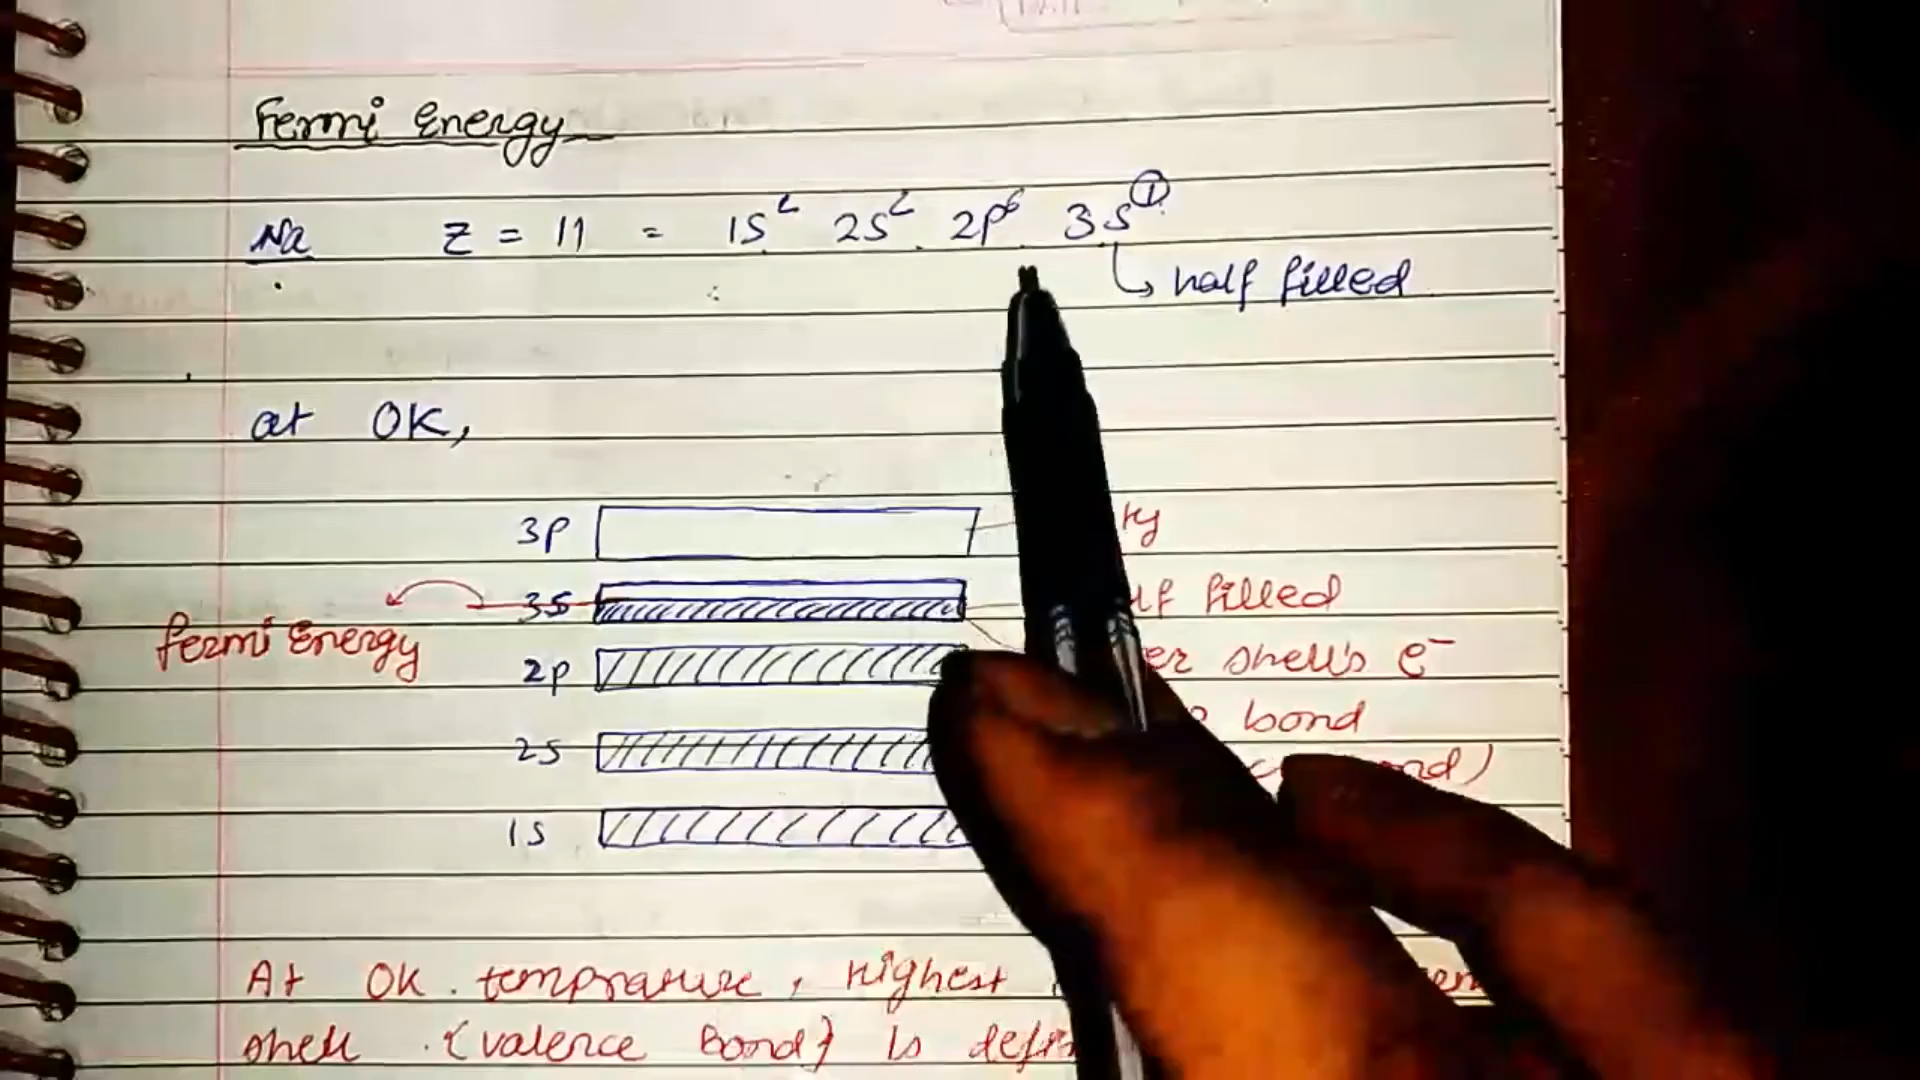 Fermi Energy
Na Z = 11 = 1s² 2s² 2p⁶ 3s¹
half filled
at 0K,
3p
3s filled
Fermi Energy
2p shell's e⁻
bond
2s
1s
At 0K. temprature, Highest
shell. {valence Bond} is